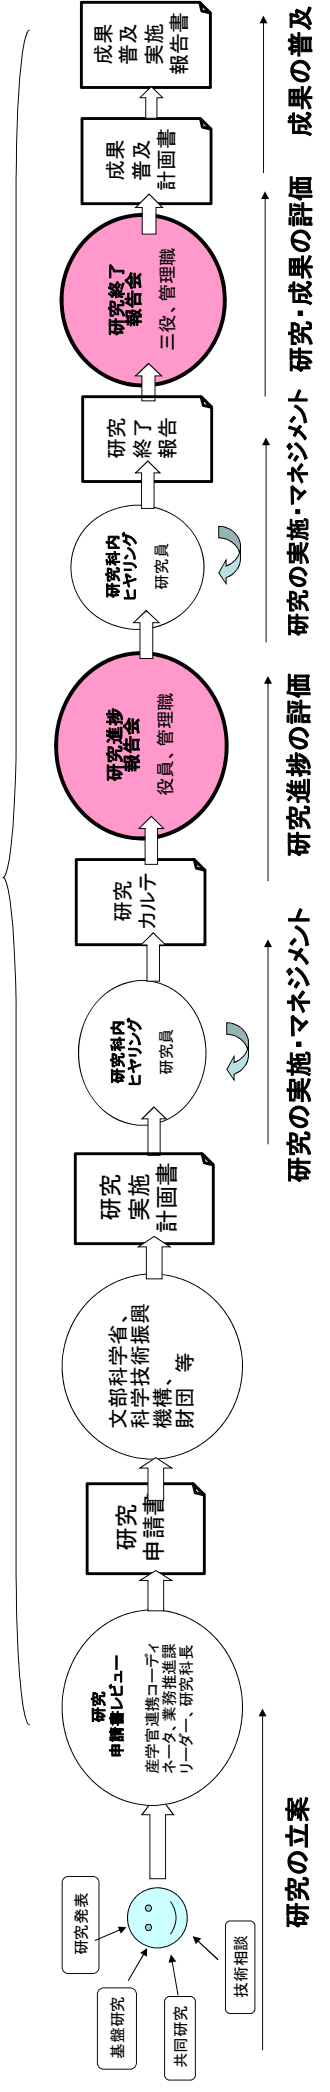 研究発表
基盤研究
共同研究
技術相談
研究
申請書レビュー
産学官連携コーディ
ネータ、業務推進課
リーダー、研究科長
研究
申請書
文部科学省、
科学技術振興
機構、
財団　等
研究
実施
計画書
研究科内
ヒヤリング
研究員
研究
カルテ
研究進捗
報告会
役員、管理職
研究科内
ヒヤリング
研究員
研究
終了
報告
研究終了
報告会
三役、管理職
成果
普及
計画書
成果
普及
実施
報告書
研究の立案
研究の実施・マネジメント
研究進捗の評価
研究の実施・マネジメント
研究・成果の評価
成果の普及